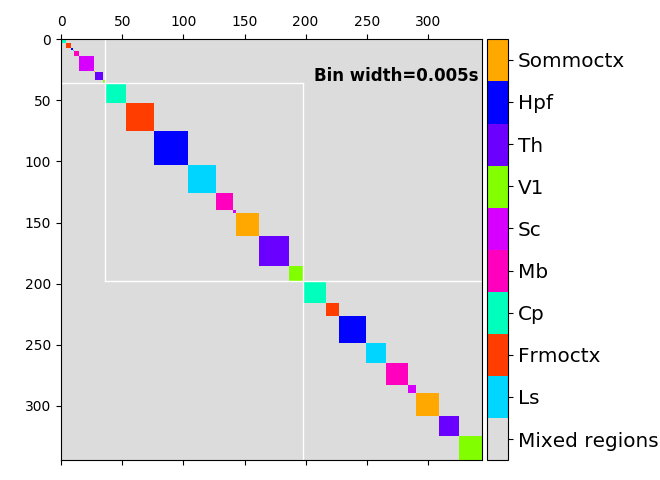 0 50 100 150 200 250 300
0
50
100
150
200
250
300
Bin width=0.005s
Sommoctx
Hpf
Th
V1
Sc
Mb
Cp
Frmoctx
Ls
Mixed regions